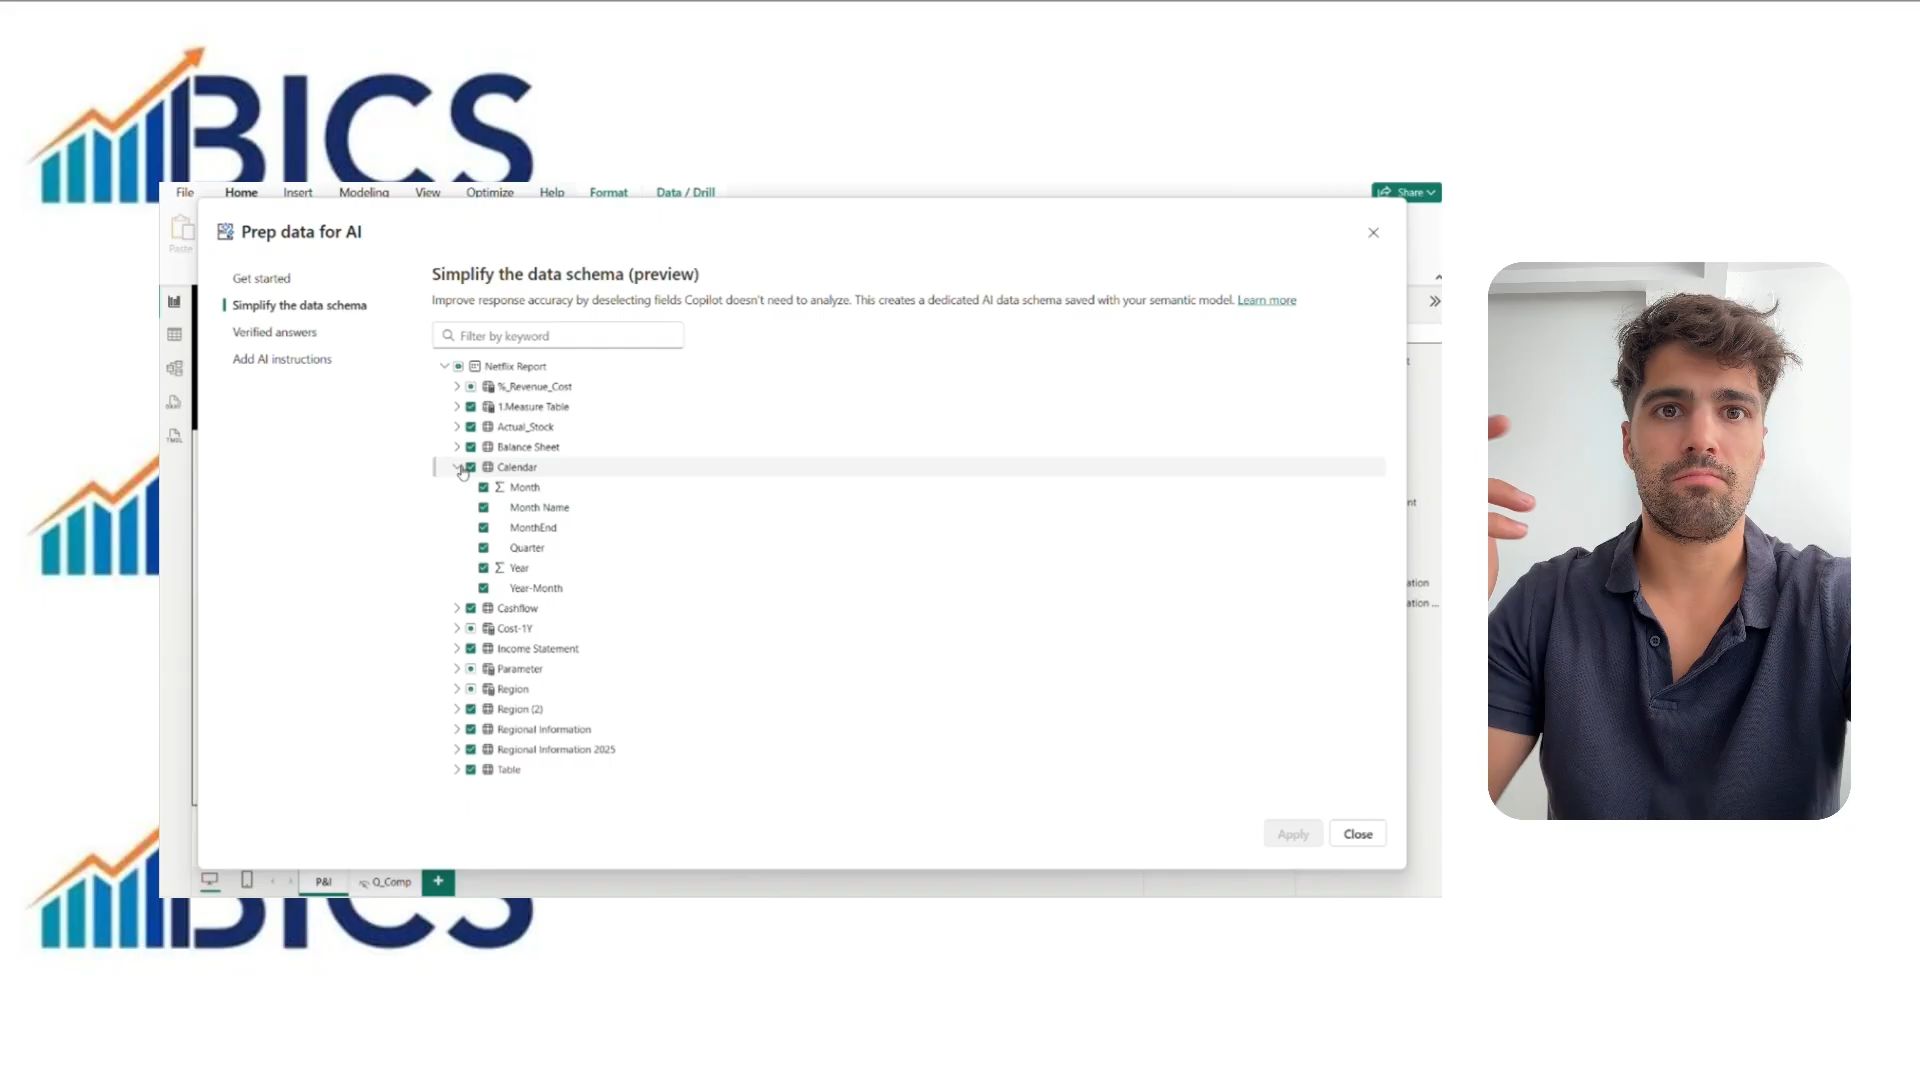 BICS
File Home Insert Modeling View Optimize Help Format Data / Drill
Share
Paste
Prep data for AI
Get started
Simplify the data schema
Verified answers
Add AI instructions
Simplify the data schema (preview)
Improve response accuracy by deselecting fields Copilot doesn't need to analyze. This creates a dedicated AI data schema saved with your semantic model. Learn more
Filter by keyword
Netflix Report
%_Revenue_Cost
1.Measure Table
Actual_Stock
Balance Sheet
Calendar
Month
Month Name
MonthEnd
Quarter
Year
Year-Month
Cashflow
Cost-1Y
Income Statement
Parameter
Region
Region (2)
Regional Information
Regional Information 2025
Table
nt
ation
ation ...
Apply
Close
P&I
Q_Comp
BICS